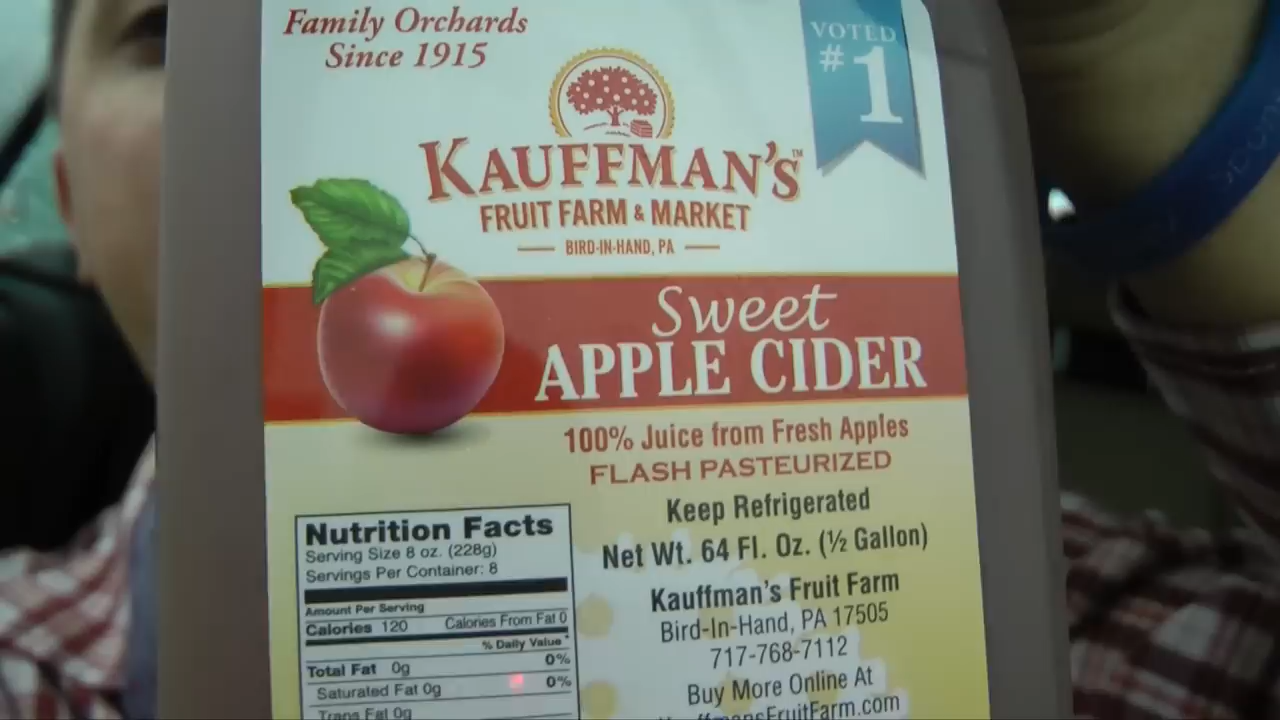 Family Orchards
Since 1915
VOTED
#1
KAUFFMAN'S™
FRUIT FARM & MARKET
BIRD-IN-HAND, PA
Sweet
APPLE CIDER
100% Juice from Fresh Apples
FLASH PASTEURIZED
Keep Refrigerated
Net Wt. 64 Fl. Oz. (½ Gallon)
Kauffman's Fruit Farm
Bird-In-Hand, PA 17505
717-768-7112
Buy More Online At
KauffmansFruitFarm.com
Nutrition Facts
Serving Size 8 oz. (228g)
Servings Per Container: 8
Amount Per Serving
Calories 120 Calories From Fat 0
% Daily Value*
Total Fat 0g 0%
Saturated Fat 0g 0%
Trans Fat 0g